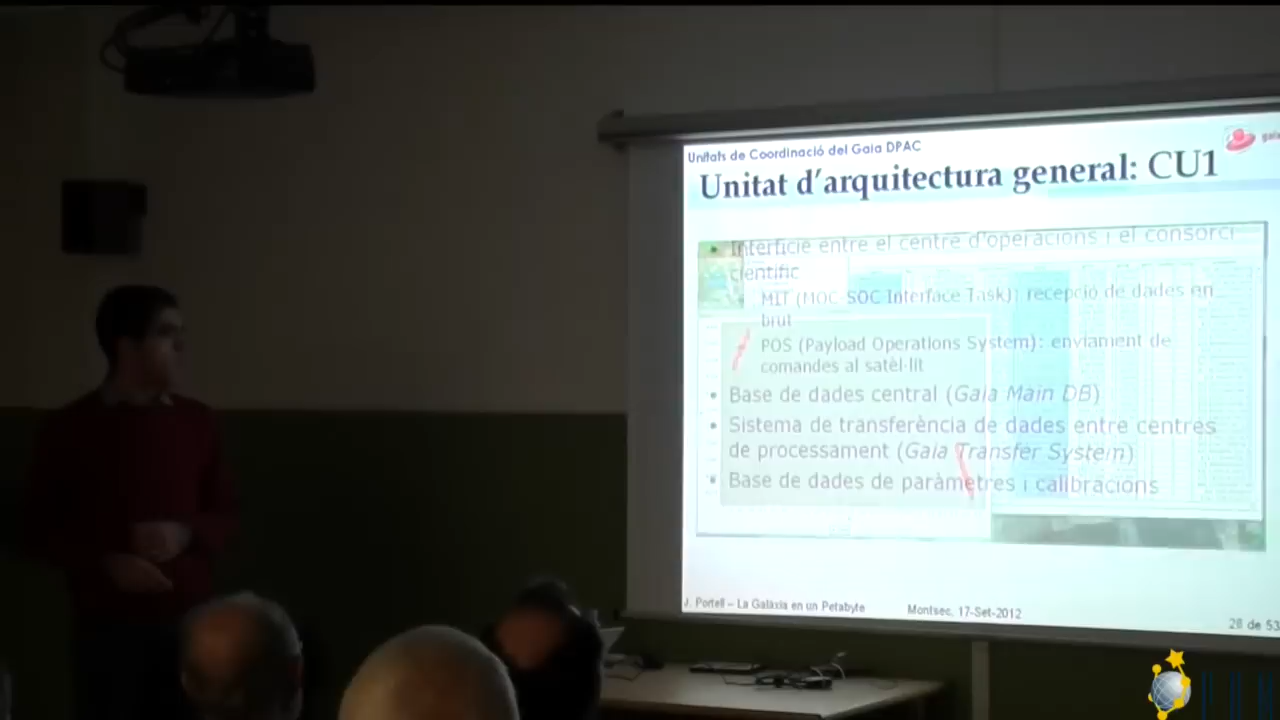 Unitats de Coordinació del Gaia DPAC
gaia
Unitat d'arquitectura general: CU1
• Interfície entre el centre d'operacions i el consorci
científic
MIT (MOC-SOC Interface Task): recepció de dades en
brut
POS (Payload Operations System): enviament de
comandes al satèl·lit
• Base de dades central (Gaia Main DB)
• Sistema de transferència de dades entre centres
de processament (Gaia Transfer System)
• Base de dades de paràmetres i calibracions
J. Portell – La Galàxia en un Petabyte
Montsec, 17-Set-2012
28 de 53